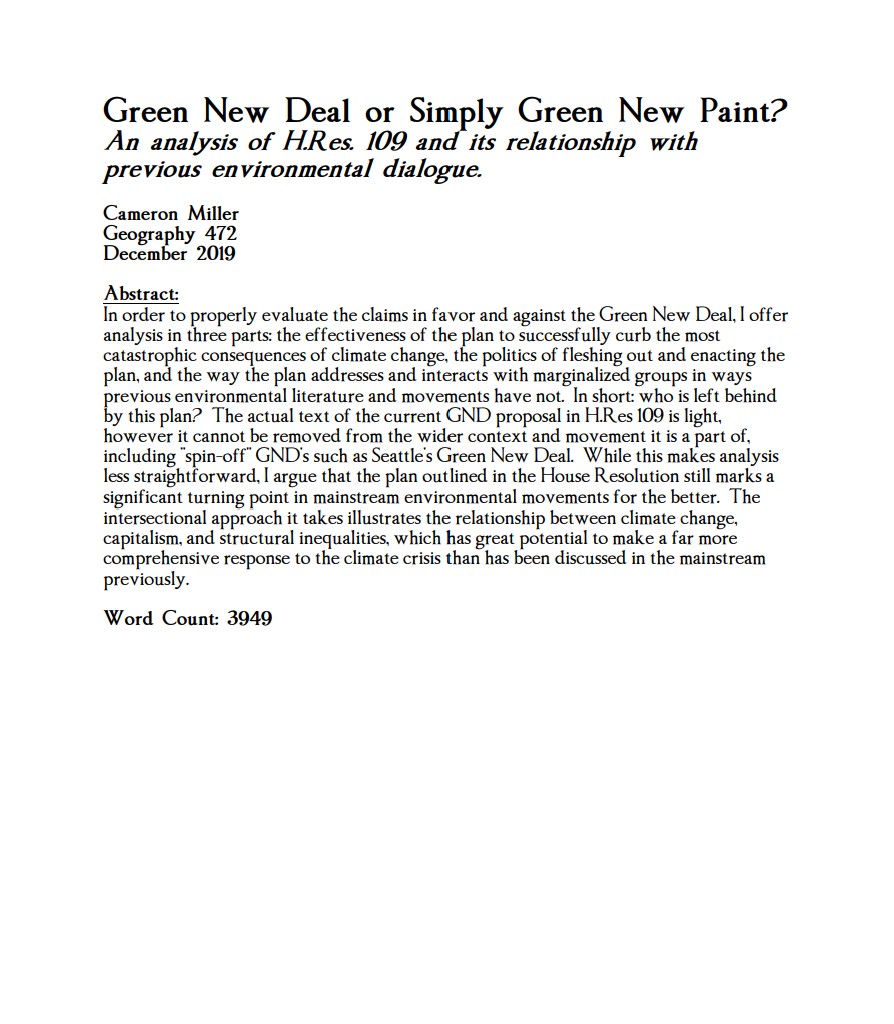 Green New Deal or Simply Green New Paint?
An analysis of H.Res. 109 and its relationship with
previous environmental dialogue.
Cameron Miller
Geography 472
December 2019
Abstract:
In order to properly evaluate the claims in favor and against the Green New Deal, I offer
analysis in three parts: the effectiveness of the plan to successfully curb the most
catastrophic consequences of climate change, the politics of fleshing out and enacting the
plan, and the way the plan addresses and interacts with marginalized groups in ways
previous environmental literature and movements have not.  In short: who is left behind
by this plan?  The actual text of the current GND proposal in H.Res 109 is light,
however it cannot be removed from the wider context and movement it is a part of,
including "spin-off" GND's such as Seattle's Green New Deal.  While this makes analysis
less straightforward, I argue that the plan outlined in the House Resolution still marks a
significant turning point in mainstream environmental movements for the better.  The
intersectional approach it takes illustrates the relationship between climate change,
capitalism, and structural inequalities, which has great potential to make a far more
comprehensive response to the climate crisis than has been discussed in the mainstream
previously.
Word Count: 3949